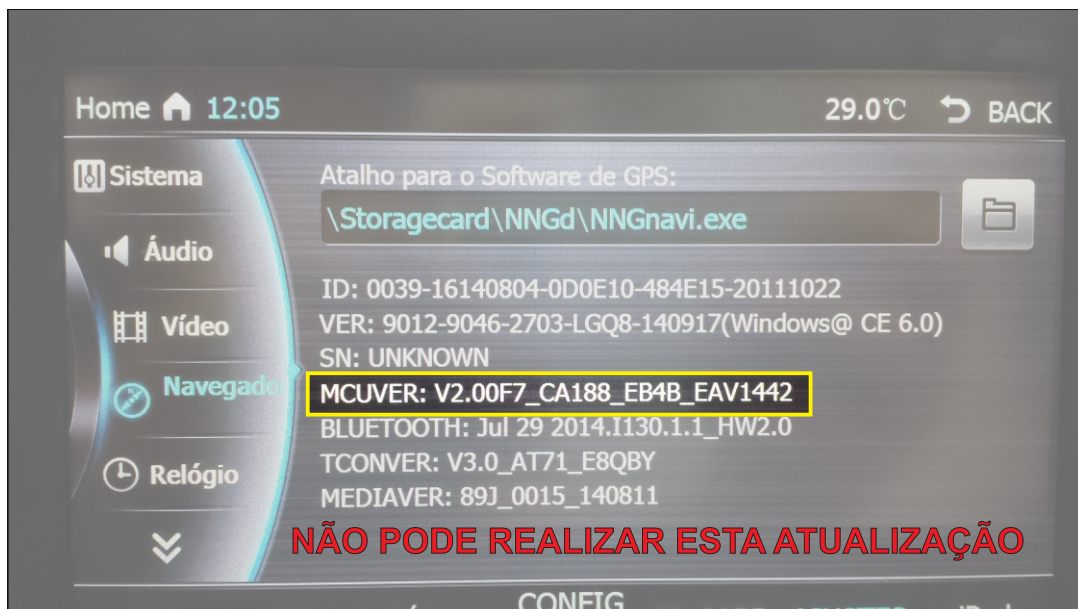 Home 12:05 29.0°C BACK
Sistema
Áudio
Vídeo
Navegado
Relógio
Atalho para o Software de GPS:
\Storagecard\NNGd\NNGnavi.exe
ID: 0039-16140804-0D0E10-484E15-20111022
VER: 9012-9046-2703-LGQ8-140917(Windows@ CE 6.0)
SN: UNKNOWN
MCUVER: V2.00F7_CA188_EB4B_EAV1442
BLUETOOTH: Jul 29 2014.I130.1.1_HW2.0
TCONVER: V3.0_AT71_E8QBY
MEDIAVER: 89J_0015_140811
NÃO PODE REALIZAR ESTA ATUALIZAÇÃO
CONFIG